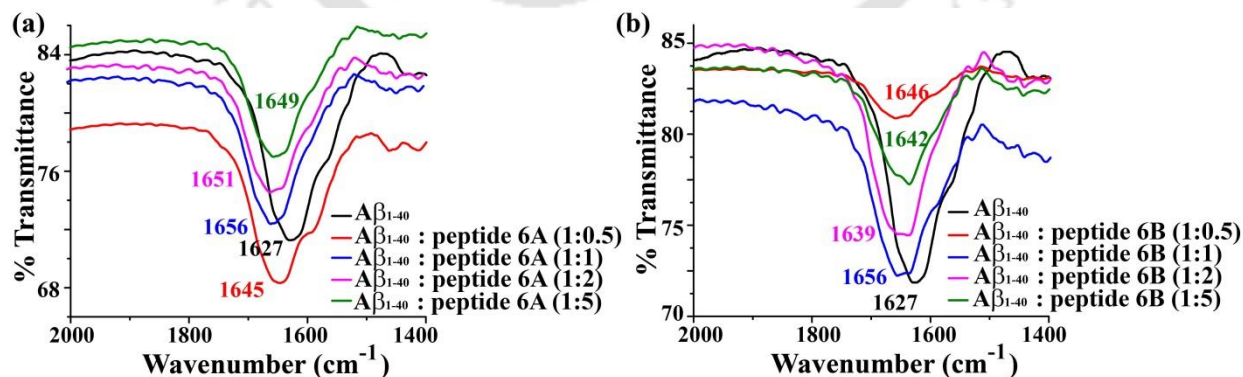 (a)
84
76
68
% Transmittance
1649
1651
1656
1627
1645
Aβ1-40
Aβ1-40 : peptide 6A (1:0.5)
Aβ1-40 : peptide 6A (1:1)
Aβ1-40 : peptide 6A (1:2)
Aβ1-40 : peptide 6A (1:5)
2000 1800 1600 1400
Wavenumber (cm⁻¹)
(b)
85
80
75
70
% Transmittance
1646
1642
1639
1656
1627
Aβ1-40
Aβ1-40 : peptide 6B (1:0.5)
Aβ1-40 : peptide 6B (1:1)
Aβ1-40 : peptide 6B (1:2)
Aβ1-40 : peptide 6B (1:5)
2000 1800 1600 1400
Wavenumber (cm⁻¹)